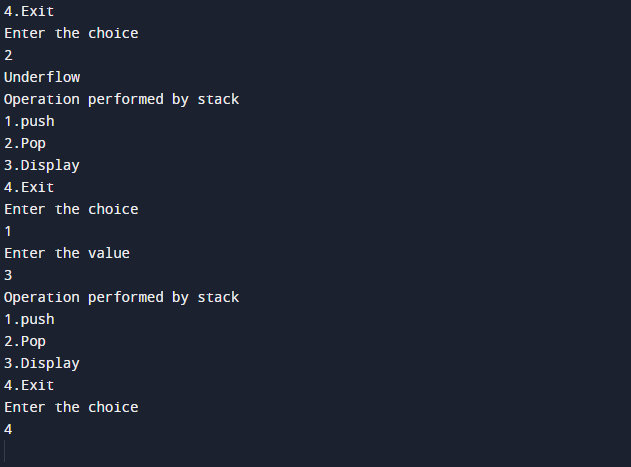 4.Exit
Enter the choice
2
Underflow
Operation performed by stack
1.push
2.Pop
3.Display
4.Exit
Enter the choice
1
Enter the value
3
Operation performed by stack
1.push
2.Pop
3.Display
4.Exit
Enter the choice
4